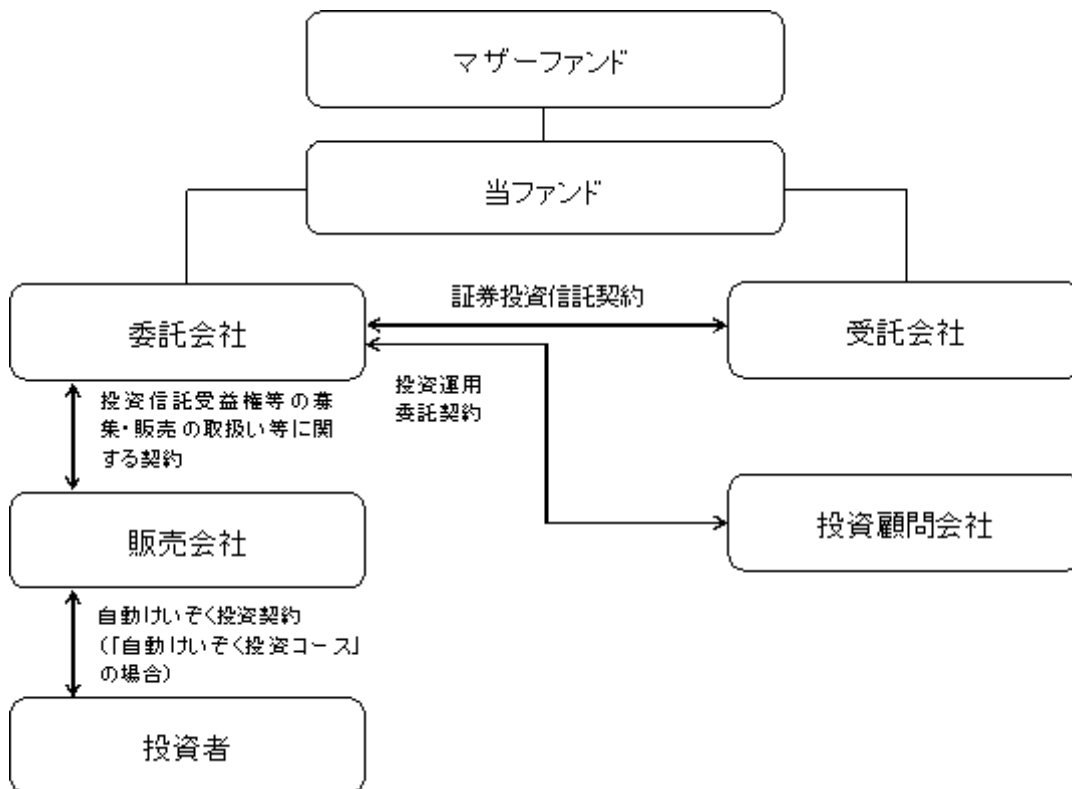 マザーファンド
当ファンド
証券投資信託契約
委託会社
受託会社
投資運用
委託契約
投資信託受益権等の募
集・販売の取扱い等に関
する契約
販売会社
投資顧問会社
自動けいぞく投資契約
(「自動けいぞく投資コース」
の場合)
投資者